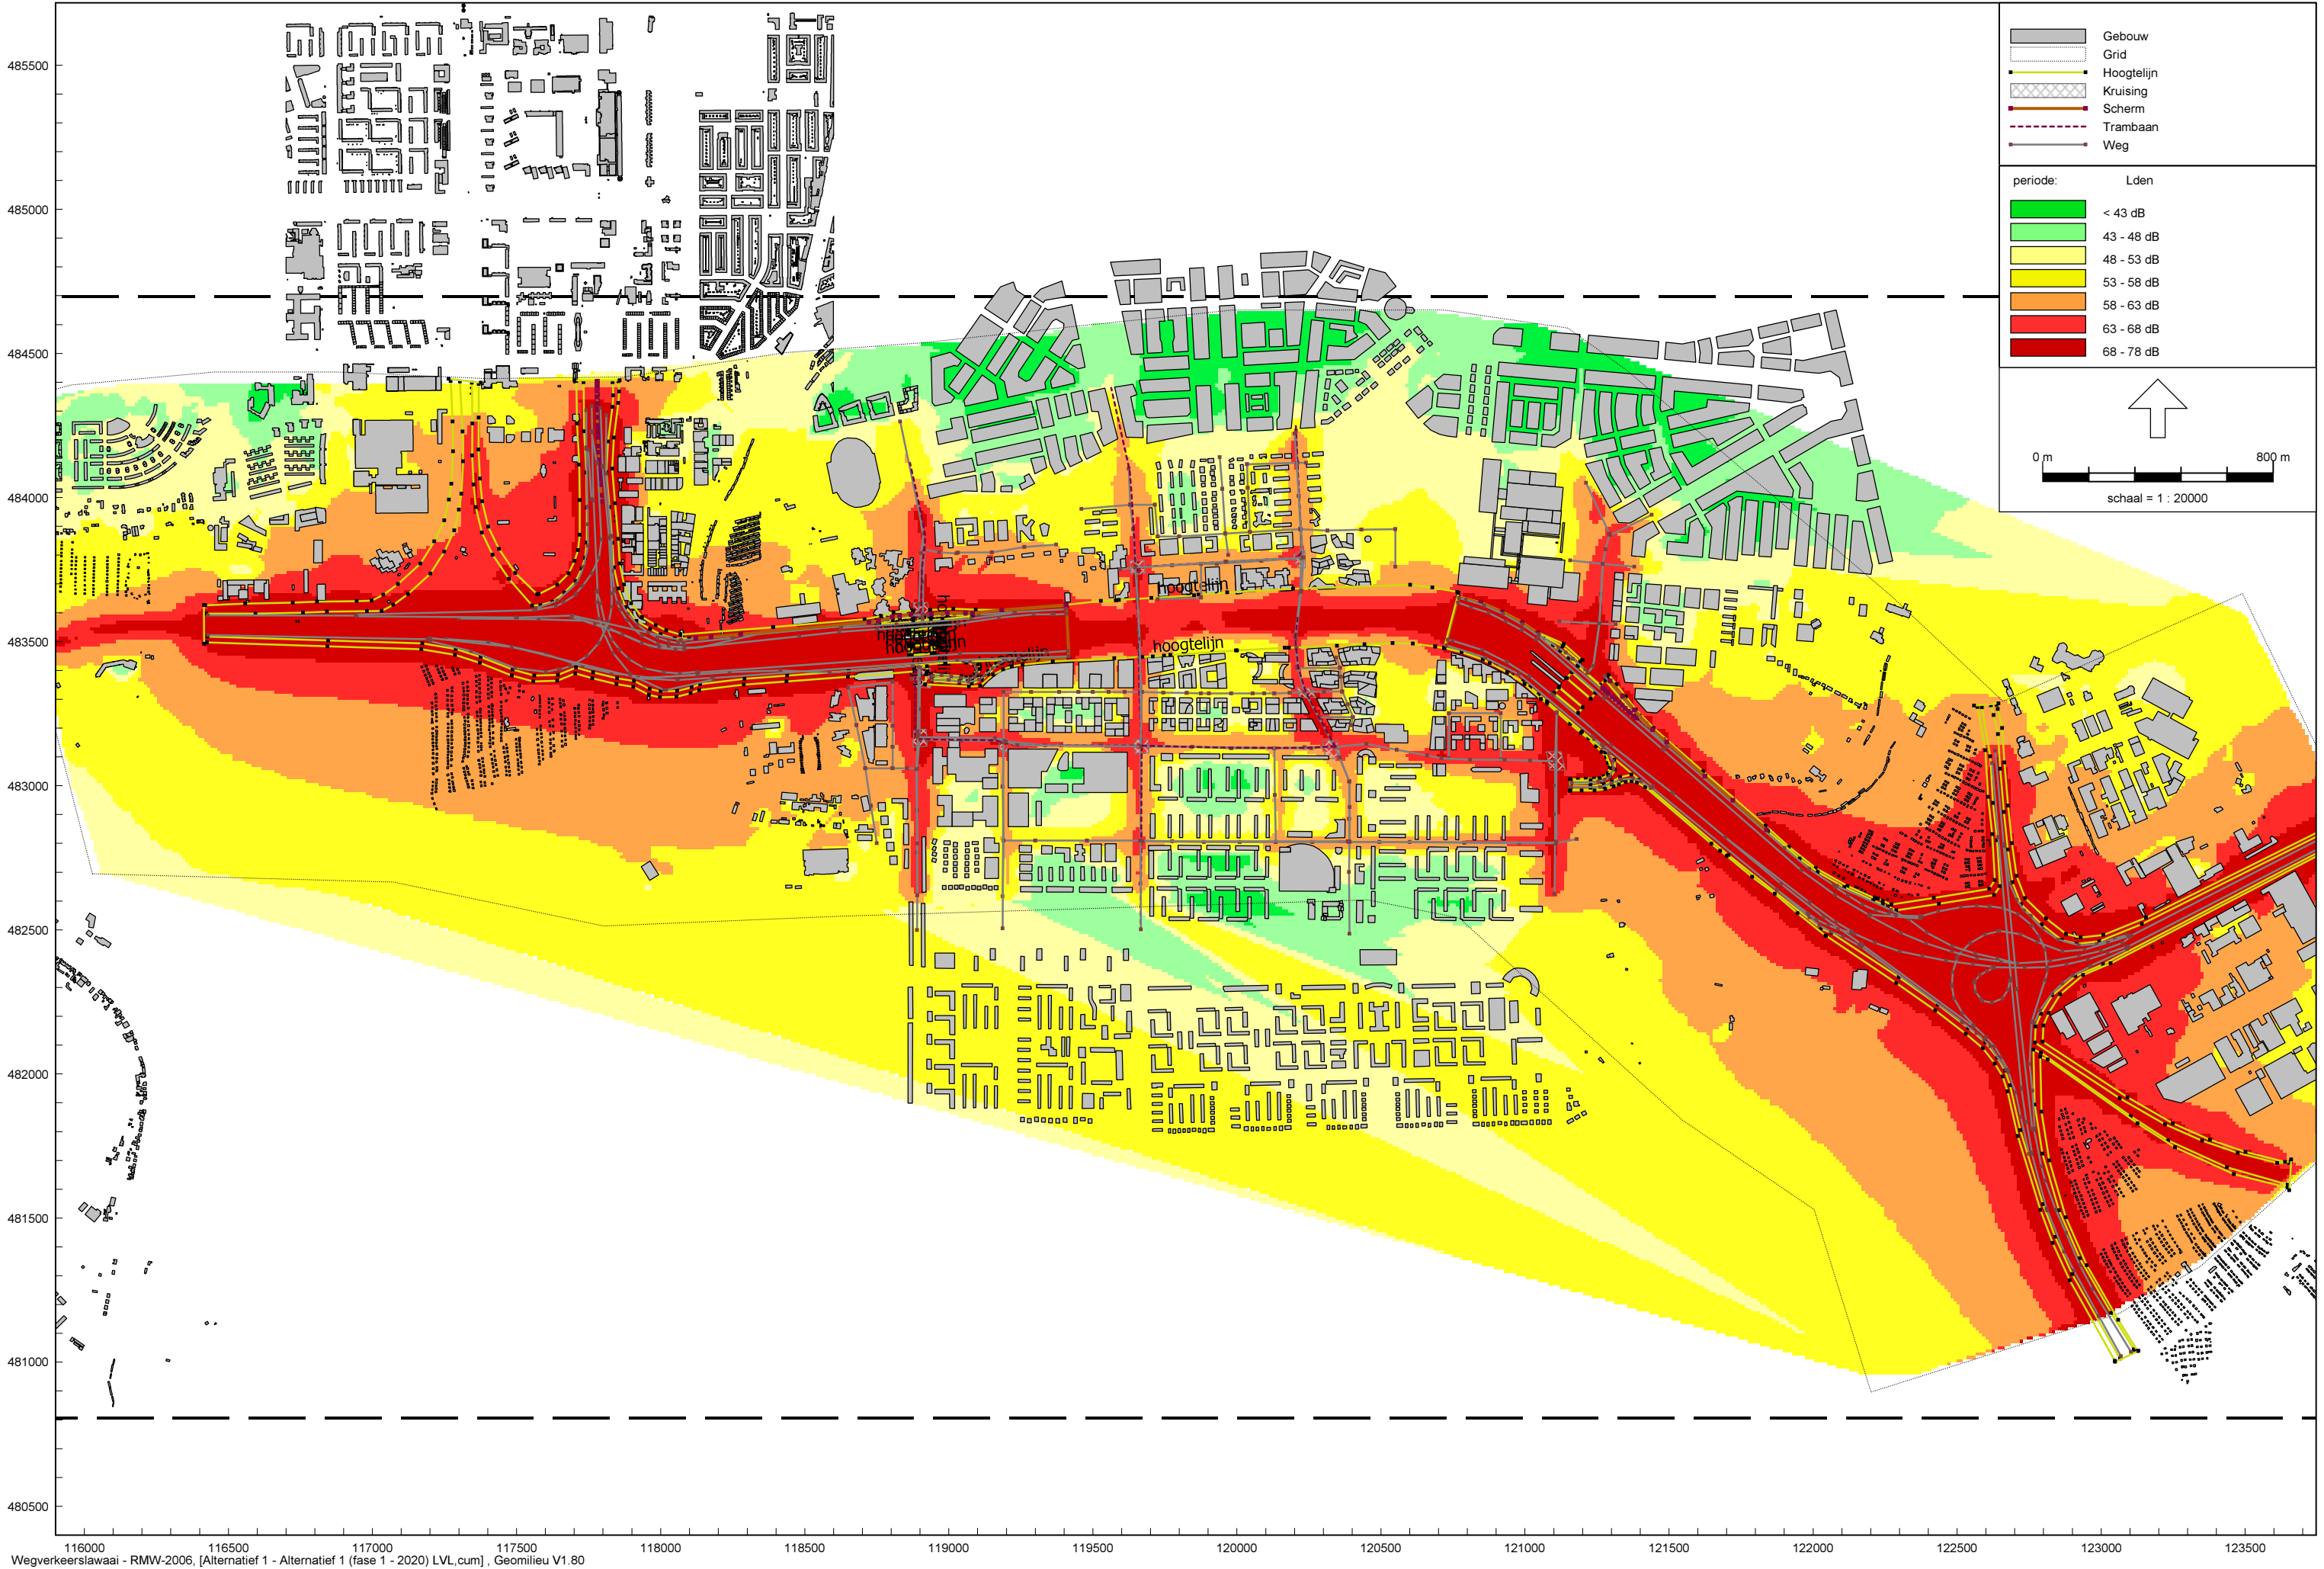 Gebouw
Grid
Hoogtelijn
Kruising
Scherm
Trambaan
Weg
periode: Lden
< 43 dB
43 - 48 dB
48 - 53 dB
53 - 58 dB
58 - 63 dB
63 - 68 dB
68 - 78 dB
0 m 800 m
schaal = 1 : 20000
485500
485000
484500
484000
483500
483000
482500
482000
481500
481000
480500
hoogtelijn
hoogtelijn
116000 116500 117000 117500 118000 118500 119000 119500 120000 120500 121000 121500 122000 122500 123000 123500
Wegverkeerslawaai - RMW-2006, [Alternatief 1 - Alternatief 1 (fase 1 - 2020) LVL,cum] , Geomilieu V1.80